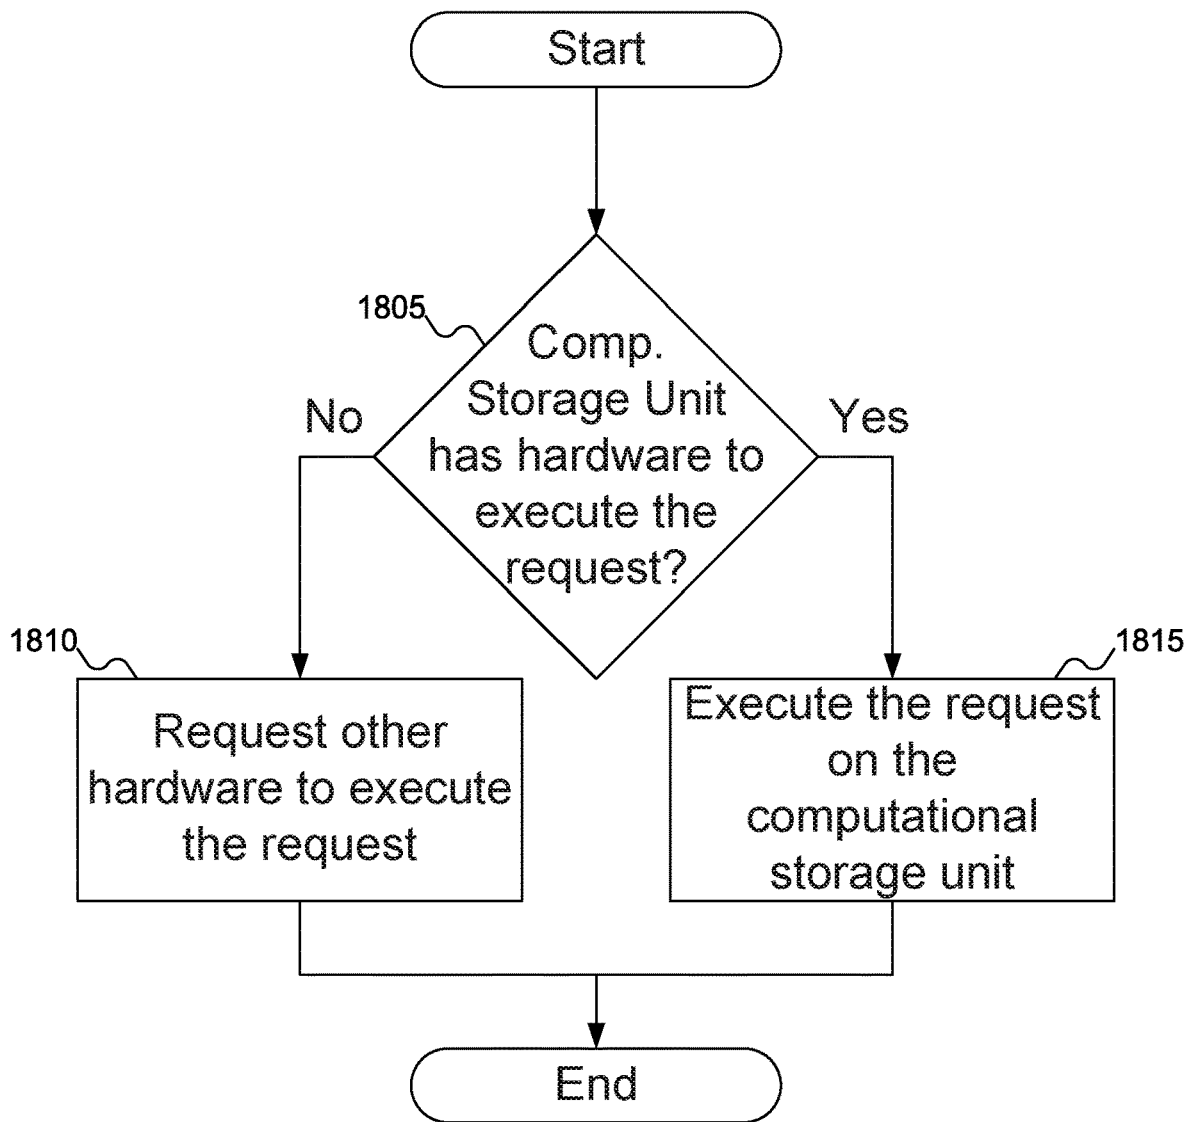 Start
1805
Comp.
Storage Unit
has hardware to
execute the
request?
No
Yes
1810
Request other
hardware to execute
the request
1815
Execute the request
on the
computational
storage unit
End